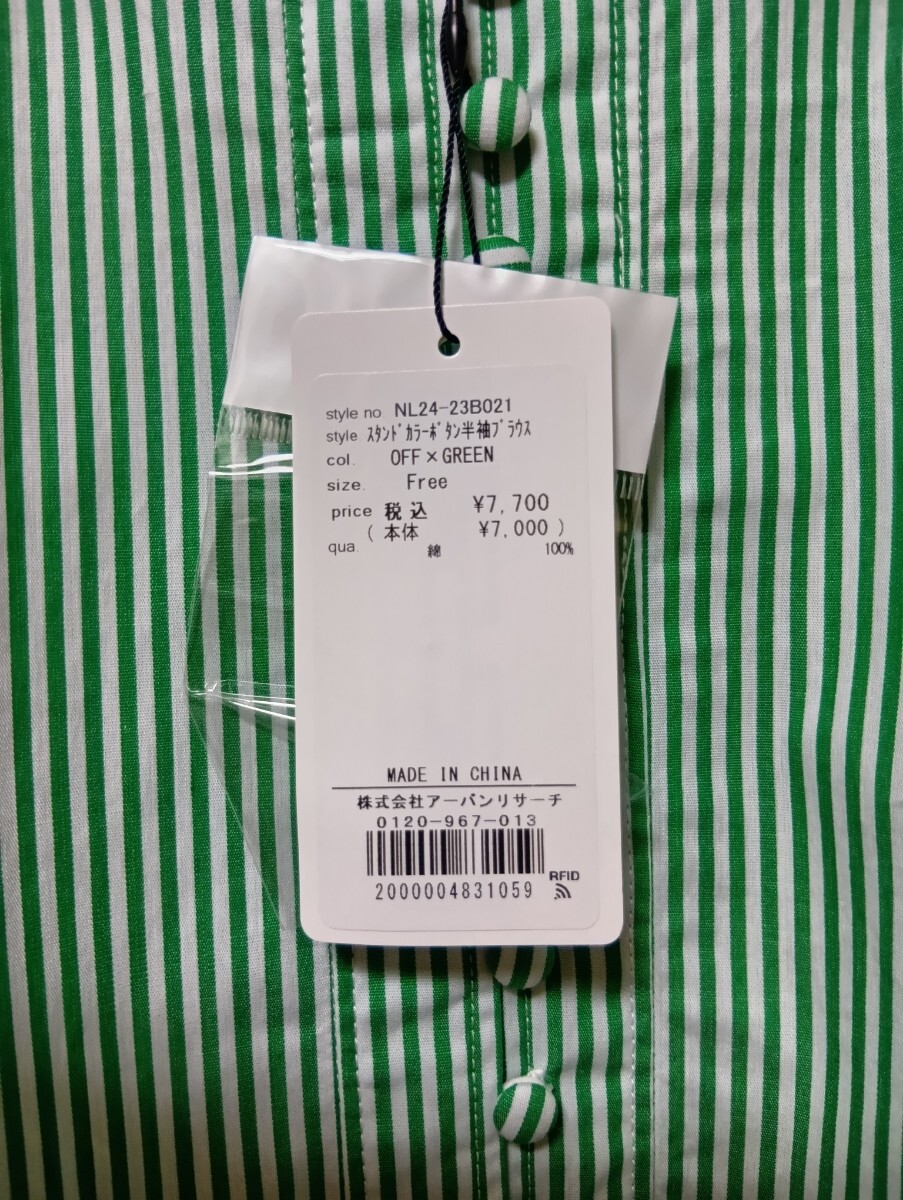 style no NL24-23B021
style ｽﾀﾝﾄﾞｶﾗｰﾎﾞﾀﾝ半袖ﾌﾞﾗｳｽ
col. OFF×GREEN
size. Free
price 税込 ¥7,700
( 本体 ¥7,000 )
qua. 綿 100%
MADE IN CHINA
株式会社アーバンリサーチ
0120-967-013
RFID
2000004831059